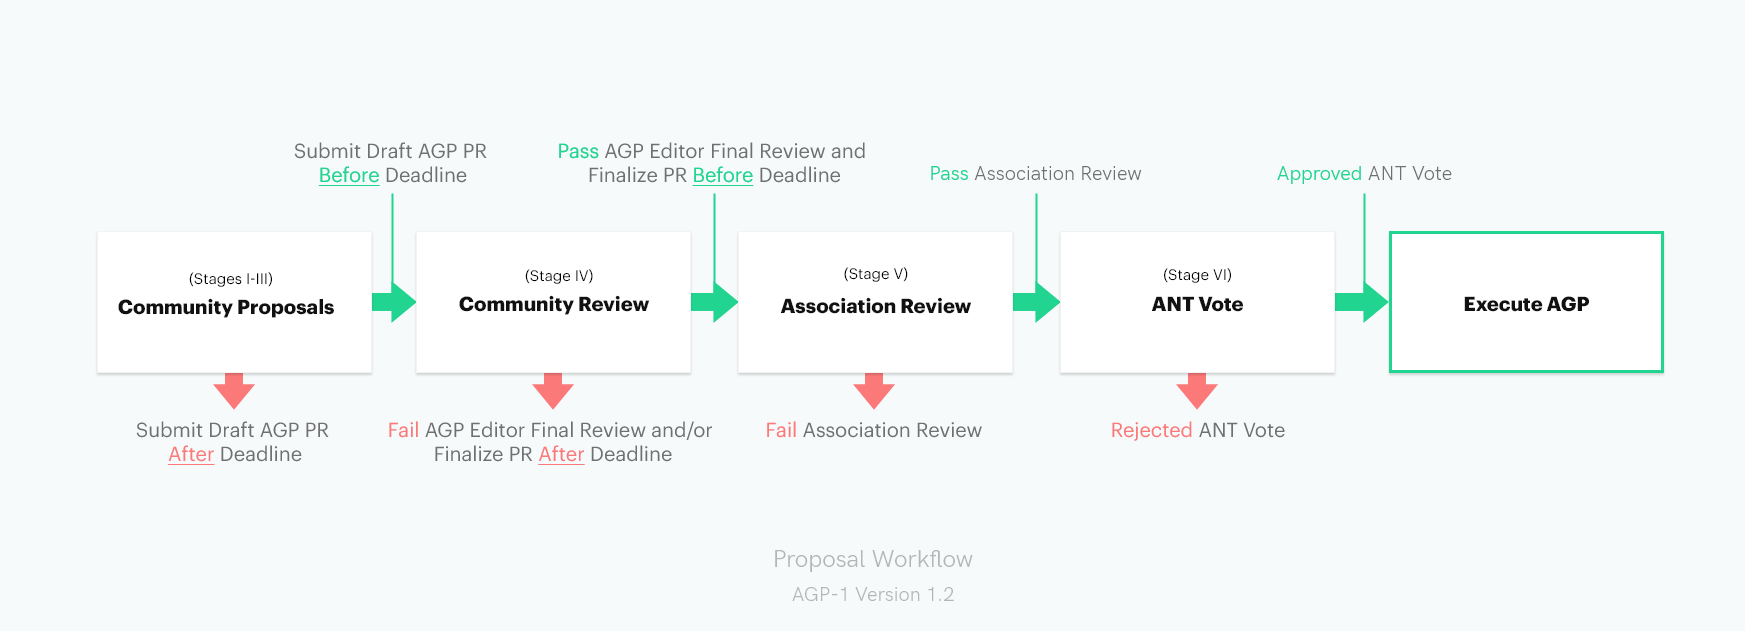 Submit Draft AGP PR
Before Deadline
Pass AGP Editor Final Review and
Finalize PR Before Deadline
Pass Association Review
Approved ANT Vote
(Stages I-III)
Community Proposals
(Stage IV)
Community Review
(Stage V)
Association Review
(Stage VI)
ANT Vote
Execute AGP
Submit Draft AGP PR
After Deadline
Fail AGP Editor Final Review and/or
Finalize PR After Deadline
Fail Association Review
Rejected ANT Vote
Proposal Workflow
AGP-1 Version 1.2